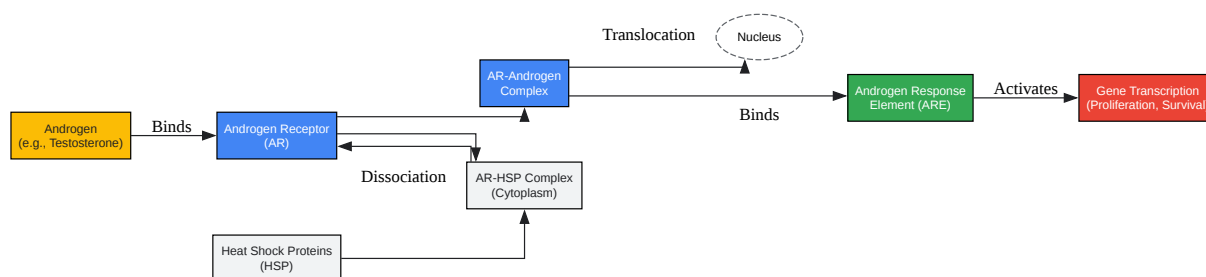 Translocation
Nucleus
AR-Androgen
Complex
Androgen Response
Element (ARE)
Activates
Gene Transcription
(Proliferation, Survival
Binds
Androgen
(e.g., Testosterone)
Binds
Androgen Receptor
(AR)
Dissociation
AR-HSP Complex
(Cytoplasm)
Heat Shock Proteins
(HSP)